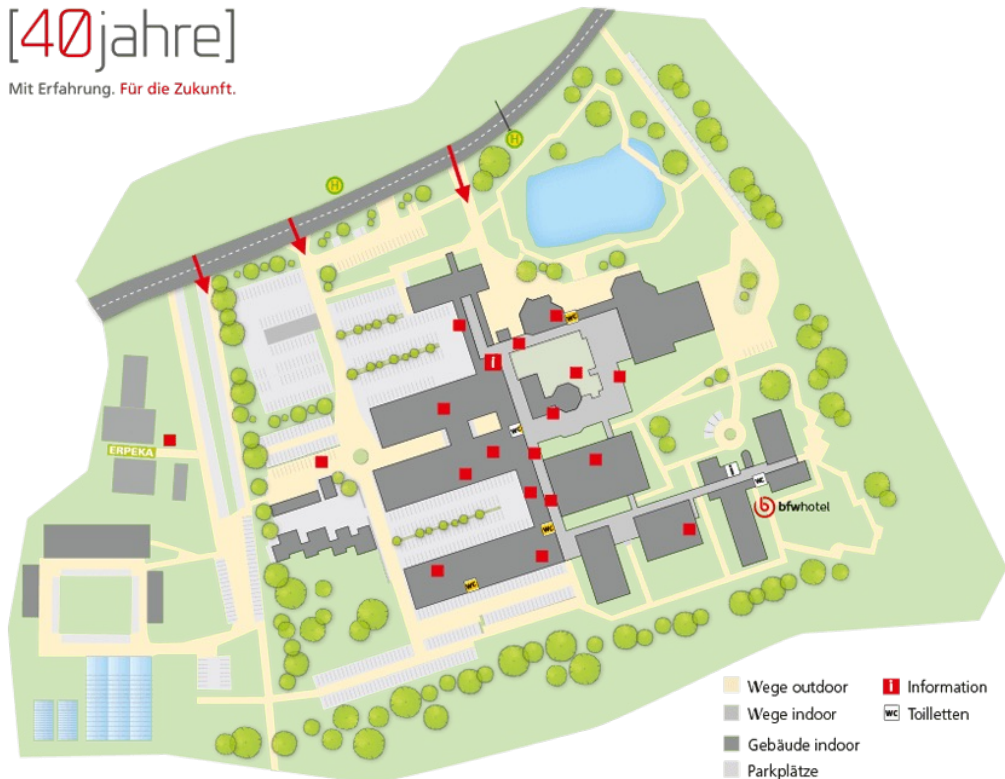 [40jahre]
Mit Erfahrung. Für die Zukunft.
H
H
WC
i
WC
ERPEKA
i
WC
bfwhotel
WC
WC
Wege outdoor
i Information
Wege indoor
WC Toilletten
Gebäude indoor
Parkplätze